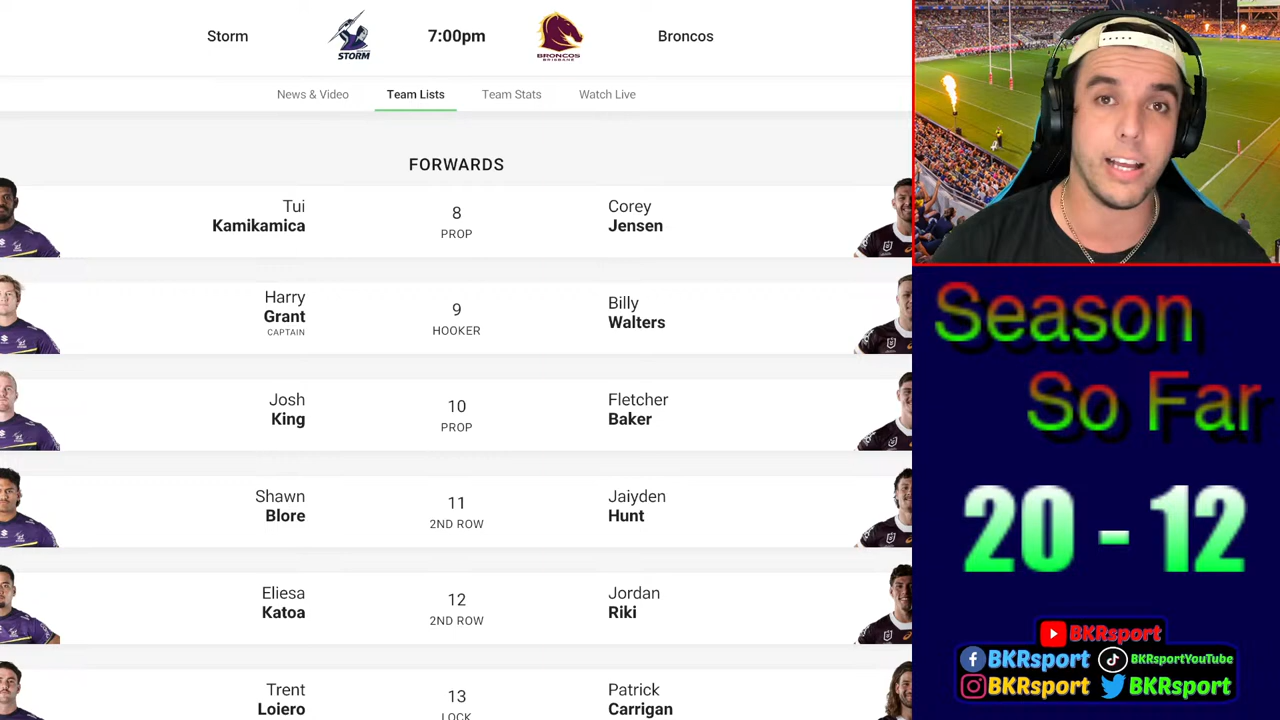 Storm
STORM
7:00pm
BRONCOS
BRISBANE
Broncos
News & Video
Team Lists
Team Stats
Watch Live
FORWARDS
Tui
Kamikamica
8
PROP
Corey
Jensen
Harry
Grant
CAPTAIN
9
HOOKER
Billy
Walters
Josh
King
10
PROP
Fletcher
Baker
Shawn
Blore
11
2ND ROW
Jaiyden
Hunt
Eliesa
Katoa
12
2ND ROW
Jordan
Riki
Trent
Loiero
13
LOCK
Patrick
Carrigan
Season
So Far
20 - 12
BKRsport
BKRsport
BKRsportYouTube
BKRsport
BKRsport